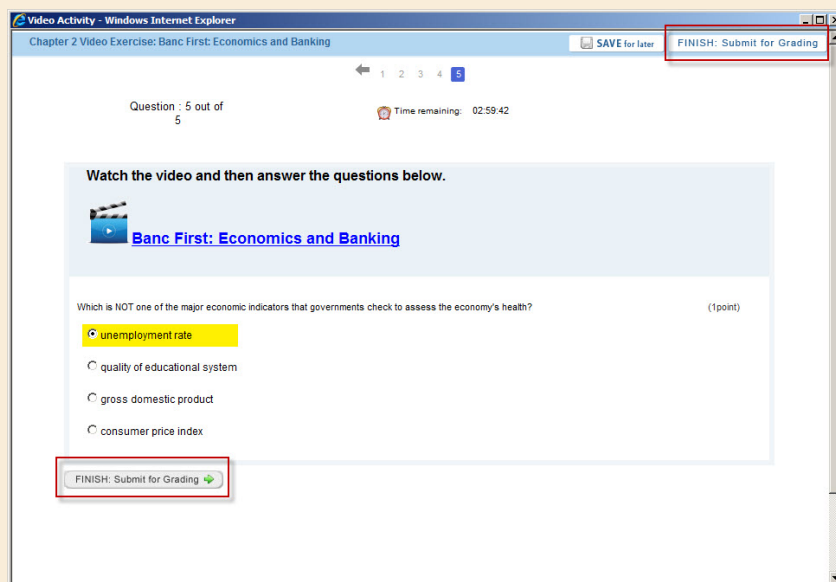 Video Activity - Windows Internet Explorer
Chapter 2 Video Exercise: Banc First: Economics and Banking
SAVE for later
FINISH: Submit for Grading
1 2 3 4 5
Question : 5 out of
5
Time remaining: 02:59:42
Watch the video and then answer the questions below.
Banc First: Economics and Banking
Which is NOT one of the major economic indicators that governments check to assess the economy's health? (1point)
unemployment rate
quality of educational system
gross domestic product
consumer price index
FINISH: Submit for Grading